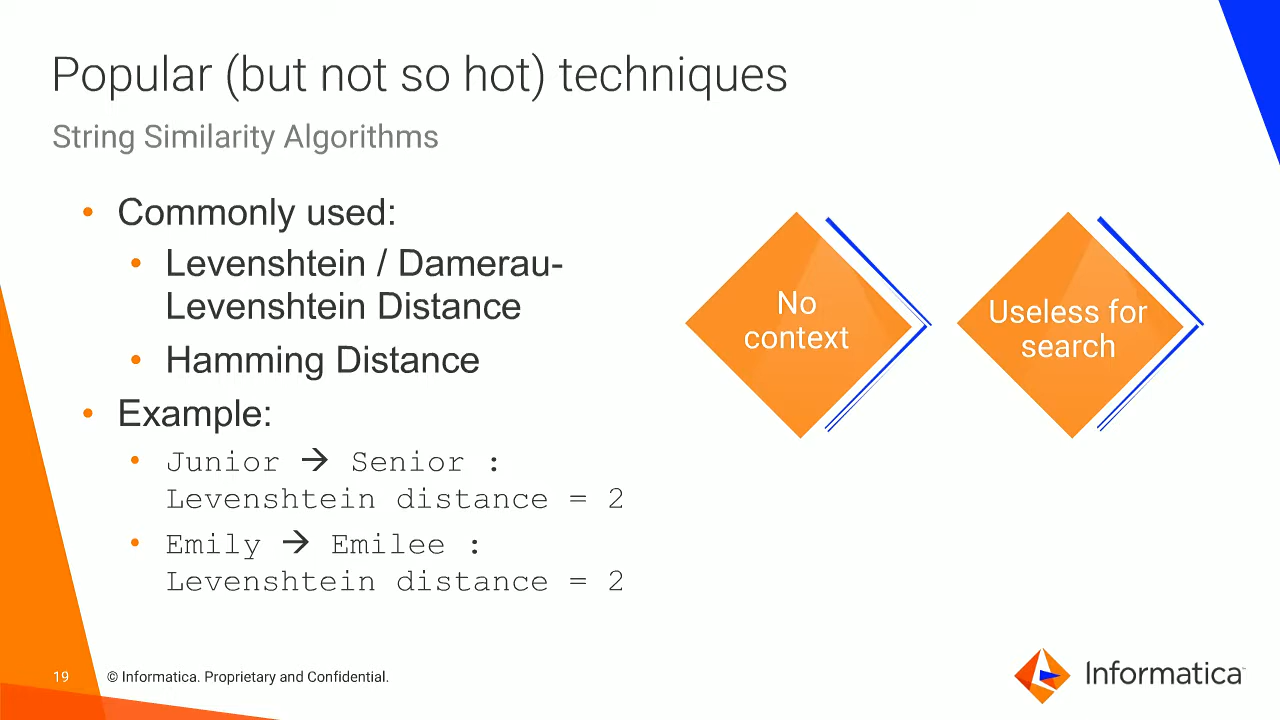 Popular (but not so hot) techniques
String Similarity Algorithms
• Commonly used:
• Levenshtein / Damerau-
Levenshtein Distance
• Hamming Distance
• Example:
• Junior → Senior :
Levenshtein distance = 2
• Emily → Emilee :
Levenshtein distance = 2
No
context
Useless for
search
19 © Informatica. Proprietary and Confidential.
Informatica